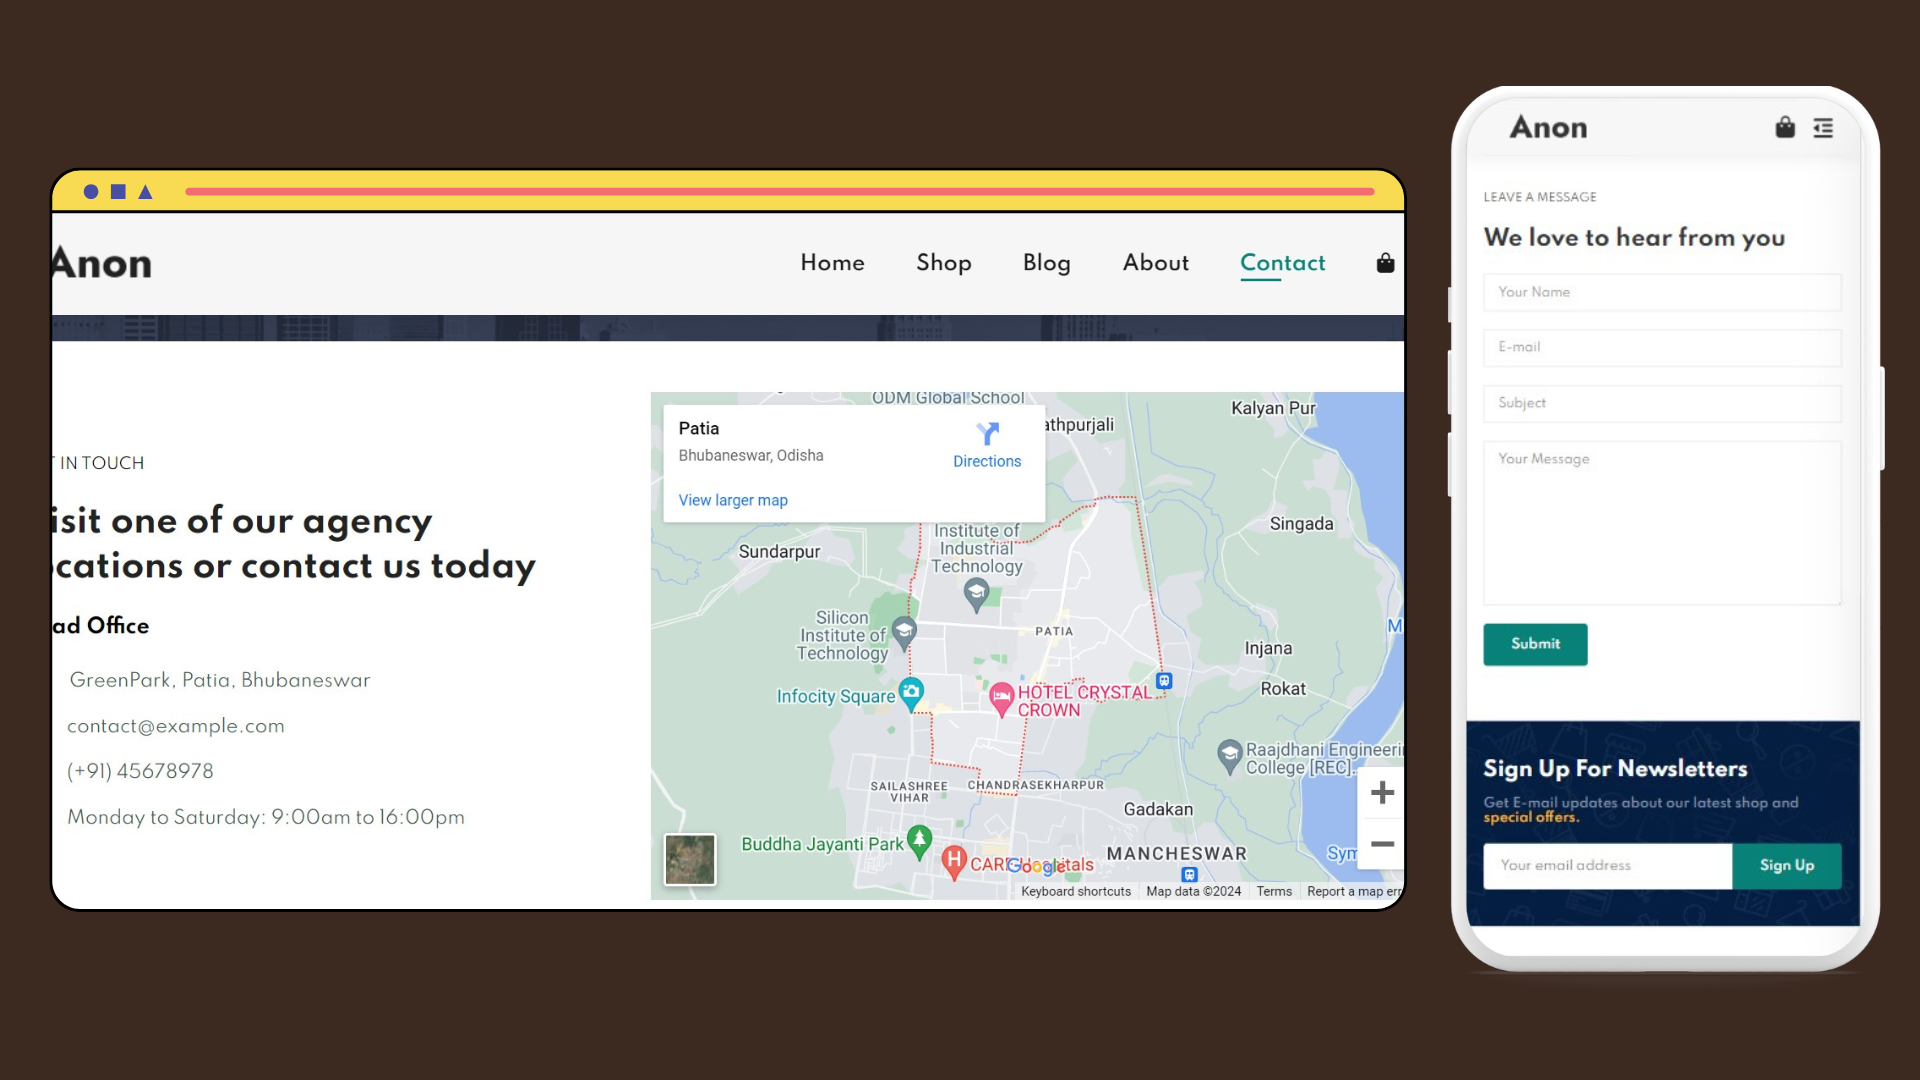 Anon
Home
Shop
Blog
About
Contact
IN TOUCH
isit one of our agency
cations or contact us today
ad Office
GreenPark, Patia, Bhubaneswar
contact@example.com
(+91) 45678978
Monday to Saturday: 9:00am to 16:00pm
ODM Global School
Kalyan Pur
athpurjali
Patia
Bhubaneswar, Odisha
Directions
View larger map
Institute of
Industrial
Technology
Singada
Sundarpur
Silicon
Institute of
Technology
PATIA
M
Injana
Rokat
Infocity Square
HOTEL CRYSTAL
CROWN
Raajdhani Engineeri
College [REC]
SAILASHREE
VIHAR
CHANDRASEKHARPUR
Gadakan
Buddha Jayanti Park
MANCHESWAR
Sym
CARE Hospitals
Google
Keyboard shortcuts
Map data ©2024
Terms
Report a map err
Anon
LEAVE A MESSAGE
We love to hear from you
Your Name
E-mail
Subject
Your Message
Submit
Sign Up For Newsletters
Get E-mail updates about our latest shop and
special offers.
Your email address
Sign Up